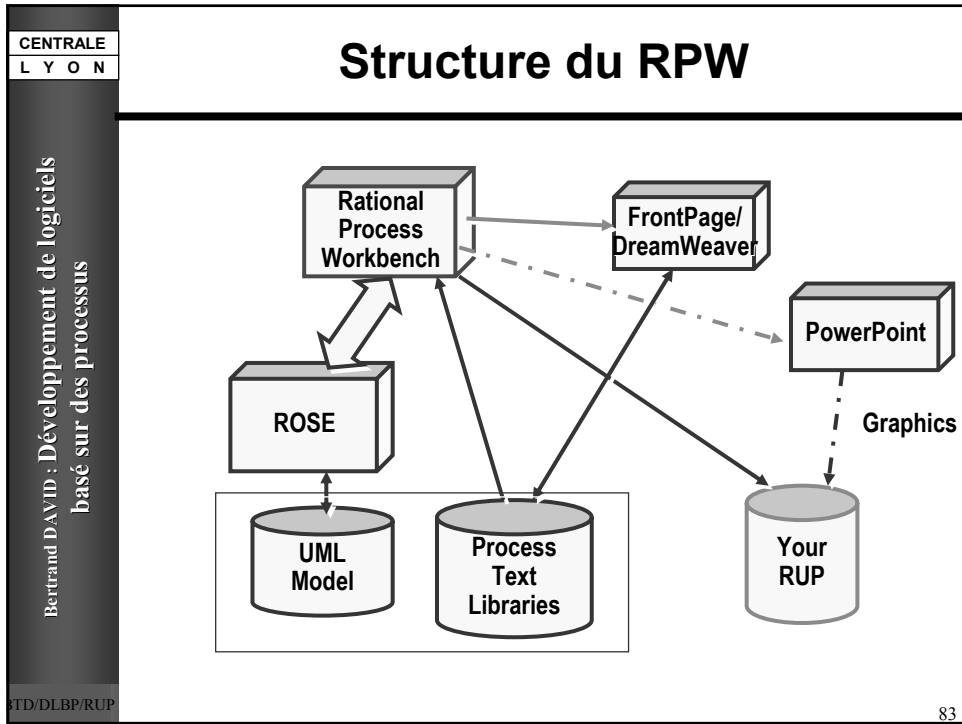 CENTRALE
L Y O N
Structure du RPW
Bertrand DAVID : Développement de logiciels
basé sur des processus
Rational
Process
Workbench
FrontPage/
DreamWeaver
PowerPoint
ROSE
Graphics
UML
Model
Process
Text
Libraries
Your
RUP
BTD/DLBP/RUP
83